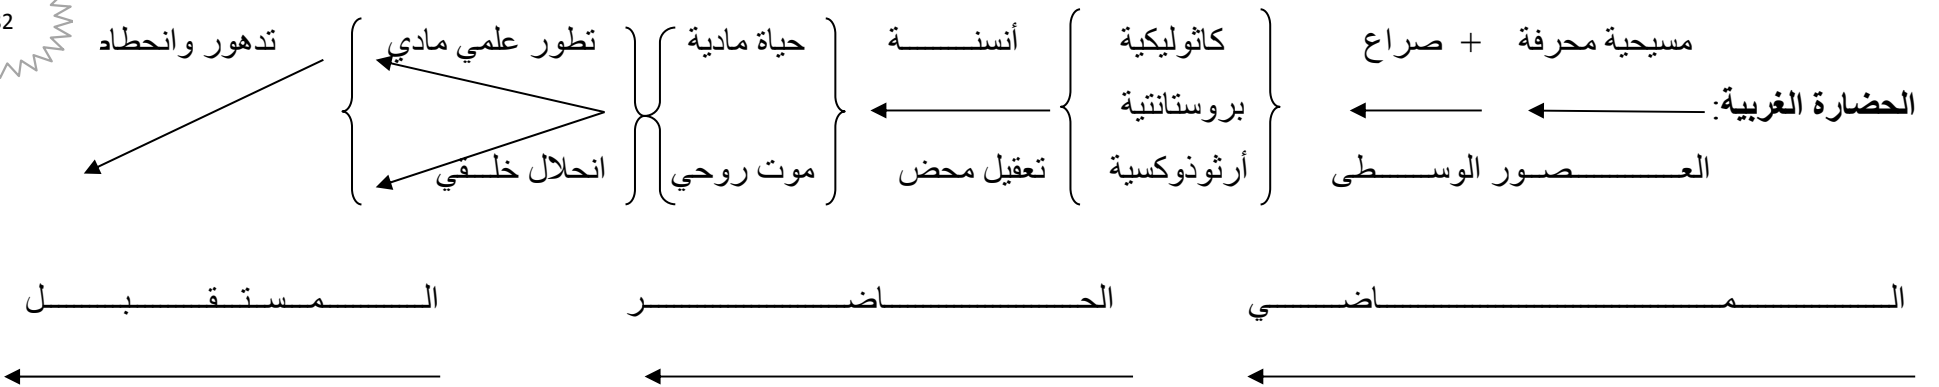 مسيحية محرفة + صراع كاثوليكية أنسنة حياة مادية تطور علمي مادي تدهور وانحطاط
الحضارة الغربية: بروستانتية
العصور الوسطى أرثوذوكسية تعقيل محض موت روحي انحلال خلقي
الماضي الحاضر المستقبل